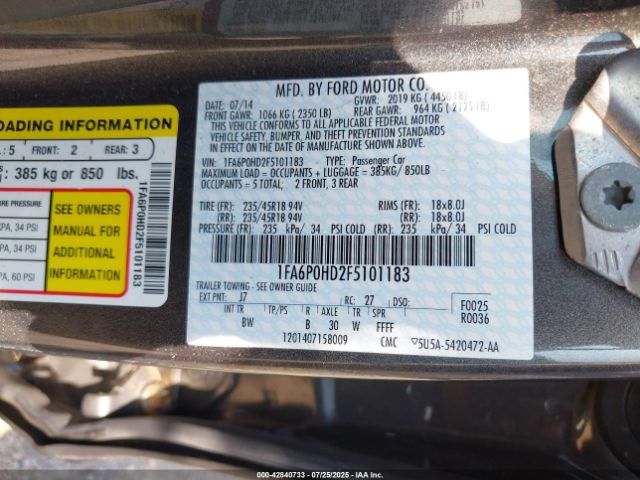 OADING INFORMATION
.: 5 FRONT: 2 REAR: 3
: 385 kg or 850 lbs.
E PRESSURE
PA, 34 PSI
PA, 34 PSI
PA, 60 PSI
SEE OWNERS
MANUAL FOR
ADDITIONAL
INFORMATION
1FA6P0HD2F5101183
MFD. BY FORD MOTOR CO.
DATE: 07/14 GVWR: 2019 KG ( 4450 LB)
FRONT GAWR: 1066 KG ( 2350 LB) REAR GAWR: 964 KG ( 2125 LB)
THIS VEHICLE CONFORMS TO ALL APPLICABLE FEDERAL MOTOR
VEHICLE SAFETY, BUMPER, AND THEFT PREVENTION STANDARDS
IN EFFECT ON THE DATE OF MANUFACTURE SHOWN ABOVE.
VIN: 1FA6P0HD2F5101183 TYPE: Passenger Car
MAXIMUM LOAD = OCCUPANTS + LUGGAGE = 385KG/ 850LB
OCCUPANTS = 5 TOTAL; 2 FRONT, 3 REAR
TIRE (FR): 235/45R18 94V RIMS (FR): 18x8.0J
(RR): 235/45R18 94V (RR): 18x8.0J
PRESSURE (FR): 235 kPa/ 34 PSI COLD (RR): 235 kPa/ 34 PSI COLD
1FA6P0HD2F5101183
TRAILER TOWING - SEE OWNER GUIDE
EXT PNT: J7 RC: 27 DSO: F0025
INT TR TP/PS R AXLE TR SPR R0036
BW B 30 W FFFF
1201407158009 CMC ▽5U5A-5420472-AA
IAA - 42840733 - 07/25/2025 - COPYRIGHT IAA, LLC